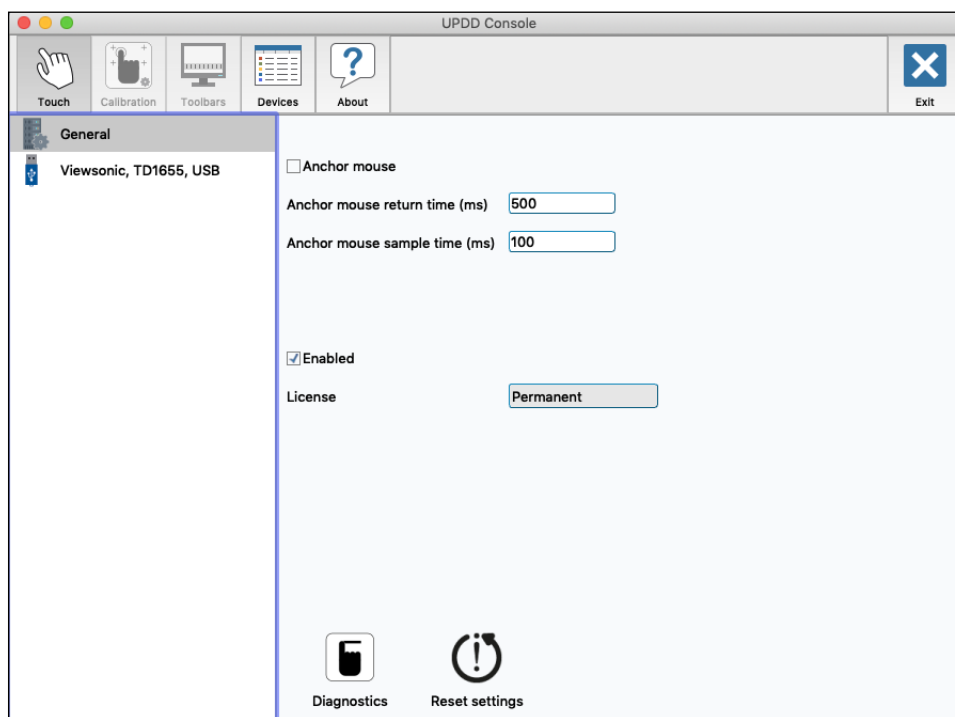 UPDD Console
Touch
Calibration
Toolbars
Devices
About
Exit
General
Viewsonic, TD1655, USB
Anchor mouse
Anchor mouse return time (ms) 500
Anchor mouse sample time (ms) 100
Enabled
License Permanent
Diagnostics
Reset settings